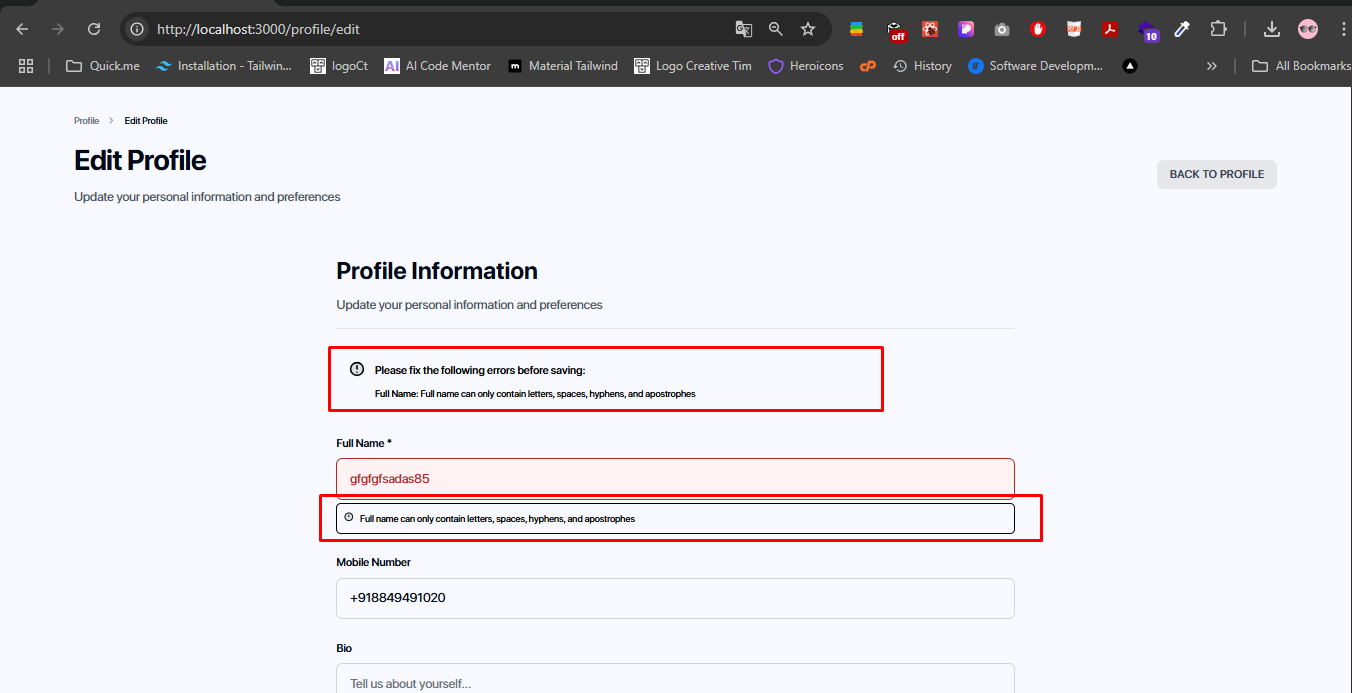 http://localhost:3000/profile/edit
off
10
Quick.me
Installation - Tailwin...
logoCt
AI
AI Code Mentor
m
Material Tailwind
Logo Creative Tim
Heroicons
cP
History
Software Developm...
All Bookmarks
Profile > Edit Profile
Edit Profile
BACK TO PROFILE
Update your personal information and preferences
Profile Information
Update your personal information and preferences
Please fix the following errors before saving:
Full Name: Full name can only contain letters, spaces, hyphens, and apostrophes
Full Name *
gfgfgfsadas85
Full name can only contain letters, spaces, hyphens, and apostrophes
Mobile Number
+918849491020
Bio
Tell us about yourself...